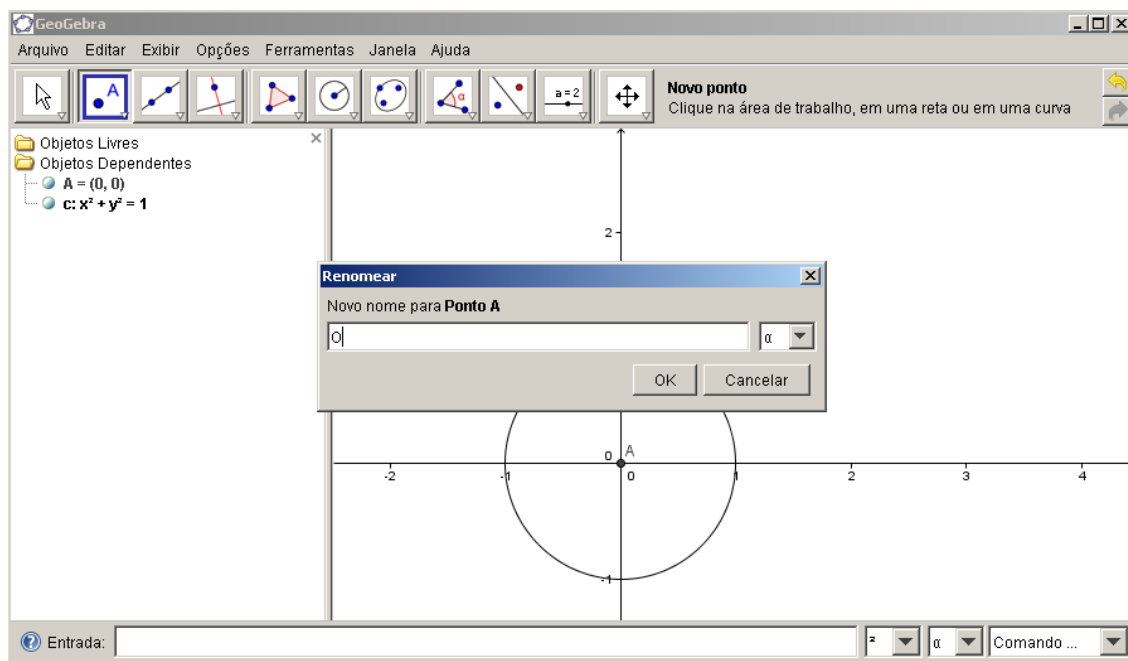 GeoGebra
Arquivo Editar Exibir Opções Ferramentas Janela Ajuda
A
α
a = 2
Novo ponto
Clique na área de trabalho, em uma reta ou em uma curva
Objetos Livres
Objetos Dependentes
A = (0, 0)
c: x² + y² = 1
2
Renomear
Novo nome para Ponto A
O
α
OK Cancelar
0 A
-2 -1 0 1 2 3 4
-1
Entrada:
² α Comando ...